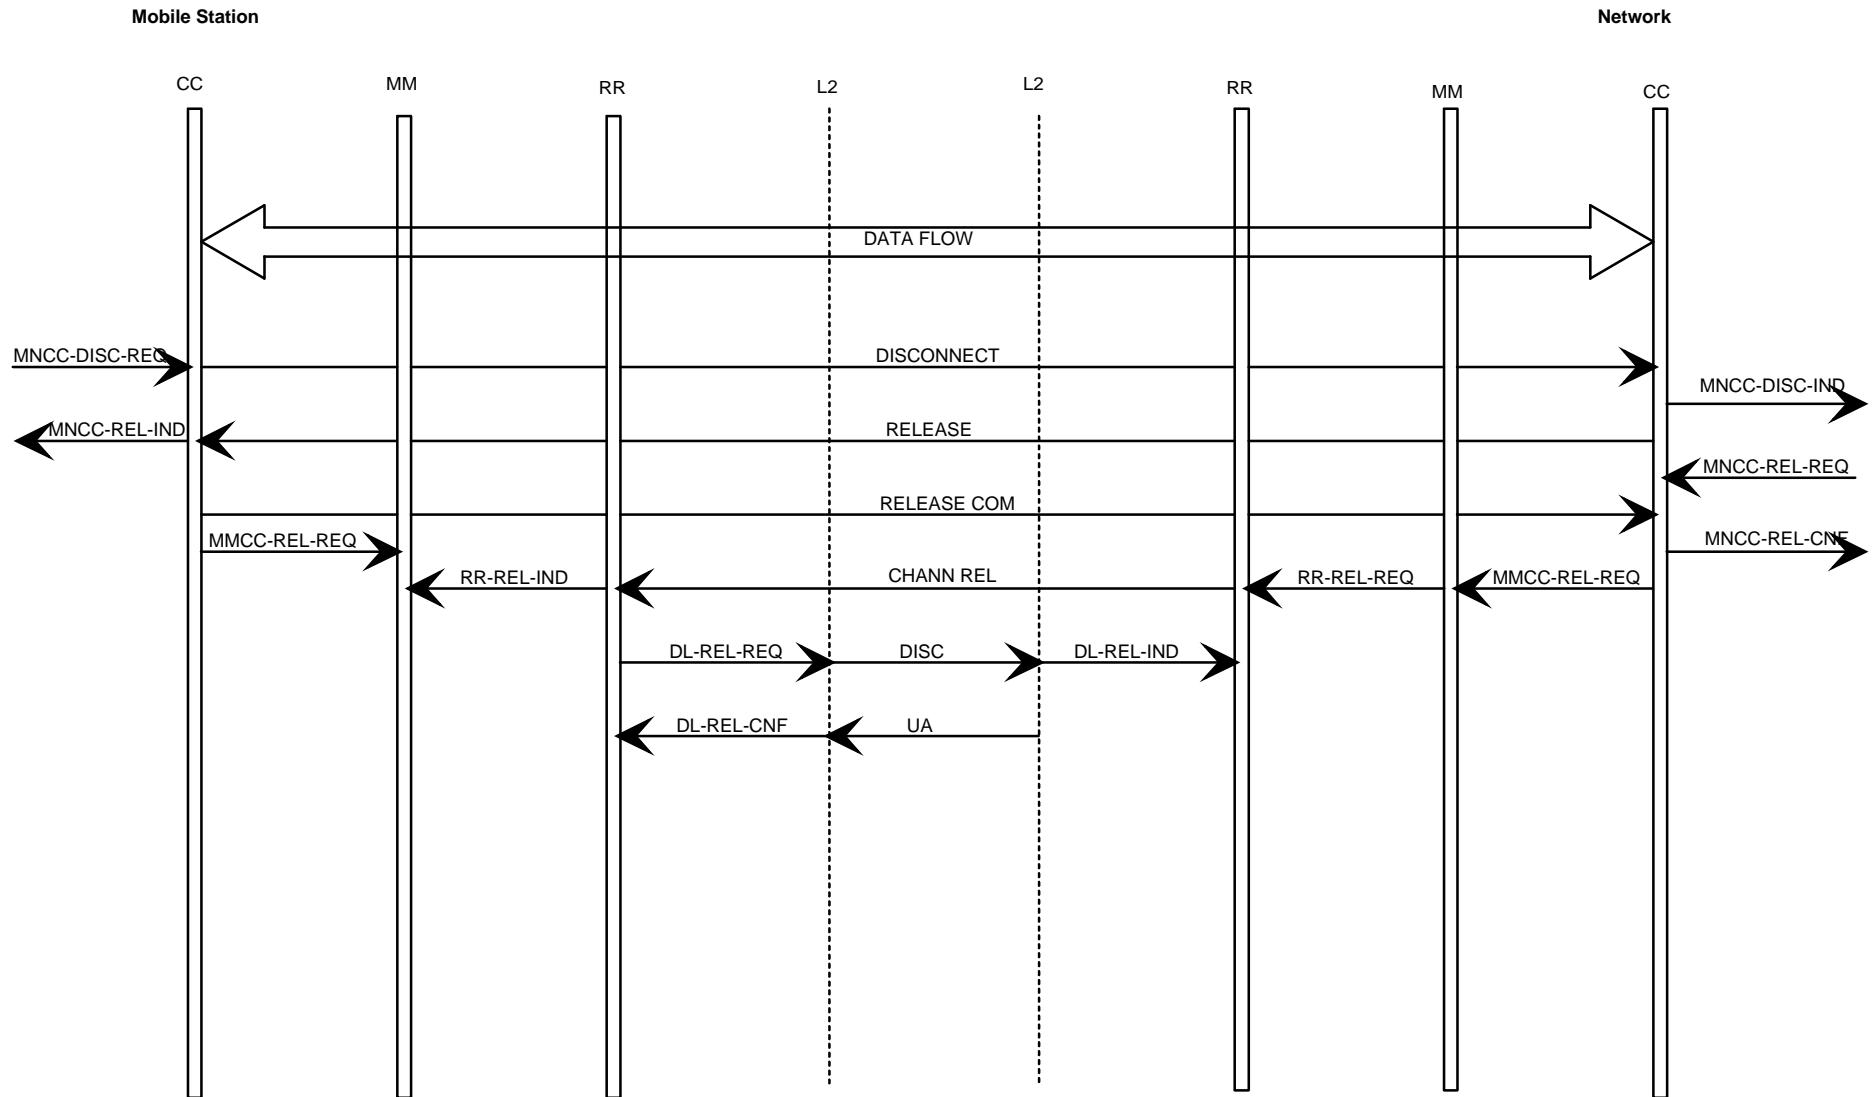 Mobile Station
Network
CC
MM
RR
L2
L2
RR
MM
CC
DATA FLOW
MNCC-DISC-REQ
DISCONNECT
MNCC-DISC-IND
MNCC-REL-IND
RELEASE
MNCC-REL-REQ
RELEASE COM
MMCC-REL-REQ
MNCC-REL-CNF
RR-REL-IND
CHANN REL
RR-REL-REQ
MMCC-REL-REQ
DL-REL-REQ
DISC
DL-REL-IND
DL-REL-CNF
UA